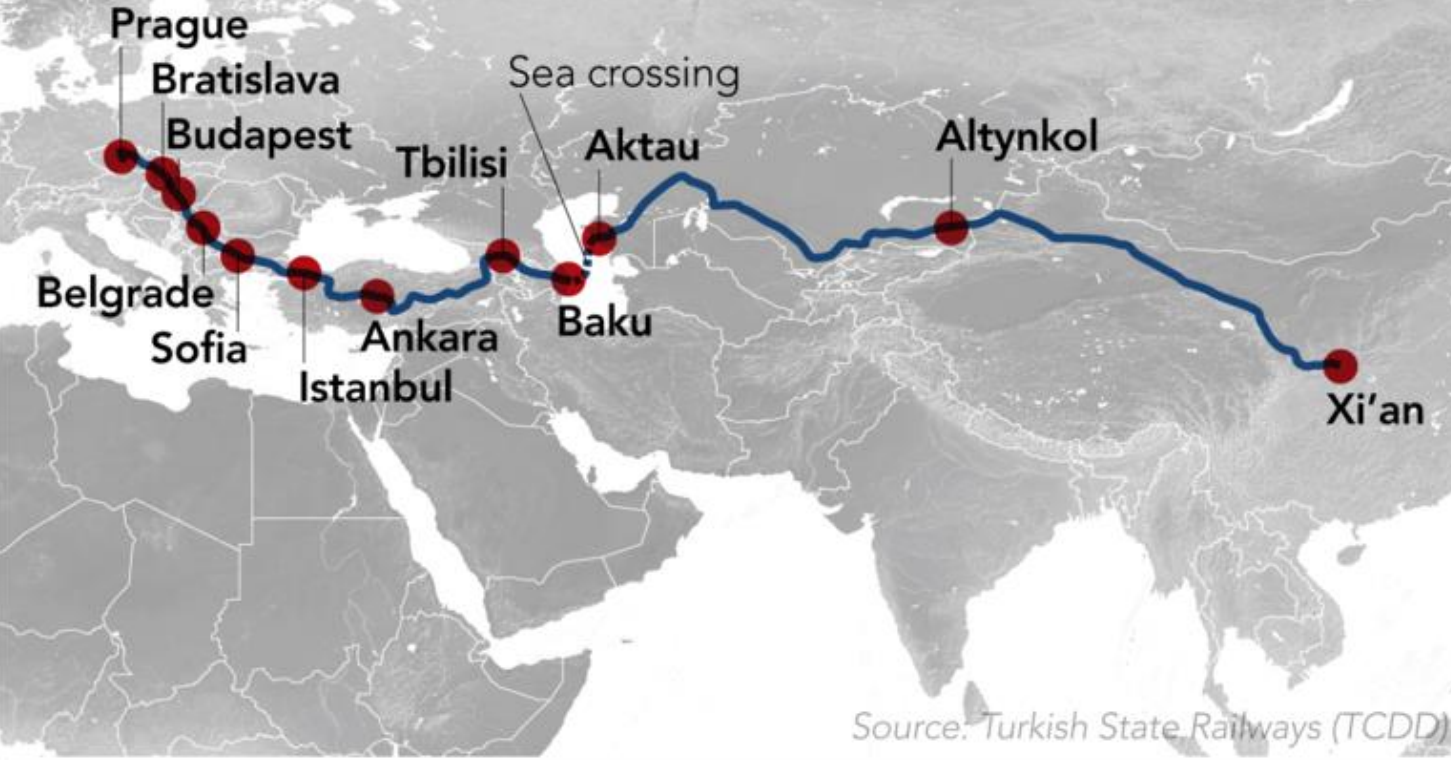 Prague
Bratislava
Budapest
Sea crossing
Tbilisi
Aktau
Altynkol
Belgrade
Sofia
Istanbul
Ankara
Baku
Xi’an
Source: Turkish State Railways (TCDD)